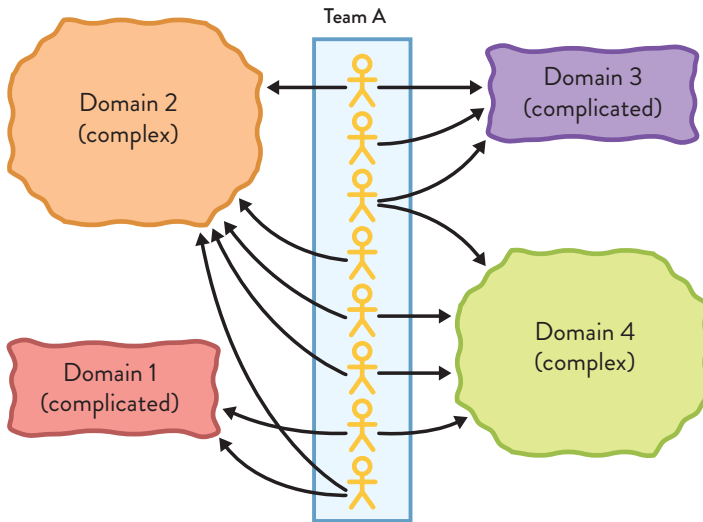 Team A
Domain 2
(complex)
Domain 3
(complicated)
Domain 4
(complex)
Domain 1
(complicated)